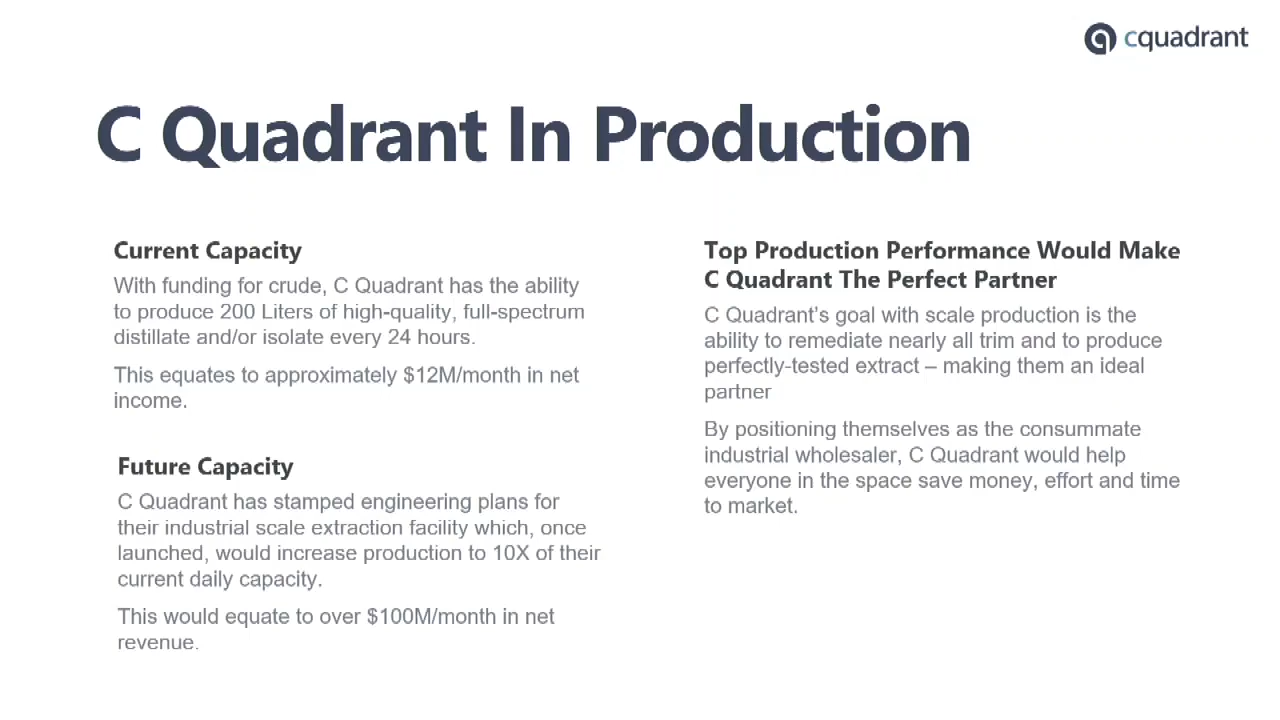 cquadrant
C Quadrant In Production
Current Capacity
With funding for crude, C Quadrant has the ability
to produce 200 Liters of high-quality, full-spectrum
distillate and/or isolate every 24 hours.
This equates to approximately $12M/month in net
income.
Future Capacity
C Quadrant has stamped engineering plans for
their industrial scale extraction facility which, once
launched, would increase production to 10X of their
current daily capacity.
This would equate to over $100M/month in net
revenue.
Top Production Performance Would Make
C Quadrant The Perfect Partner
C Quadrant’s goal with scale production is the
ability to remediate nearly all trim and to produce
perfectly-tested extract – making them an ideal
partner
By positioning themselves as the consummate
industrial wholesaler, C Quadrant would help
everyone in the space save money, effort and time
to market.